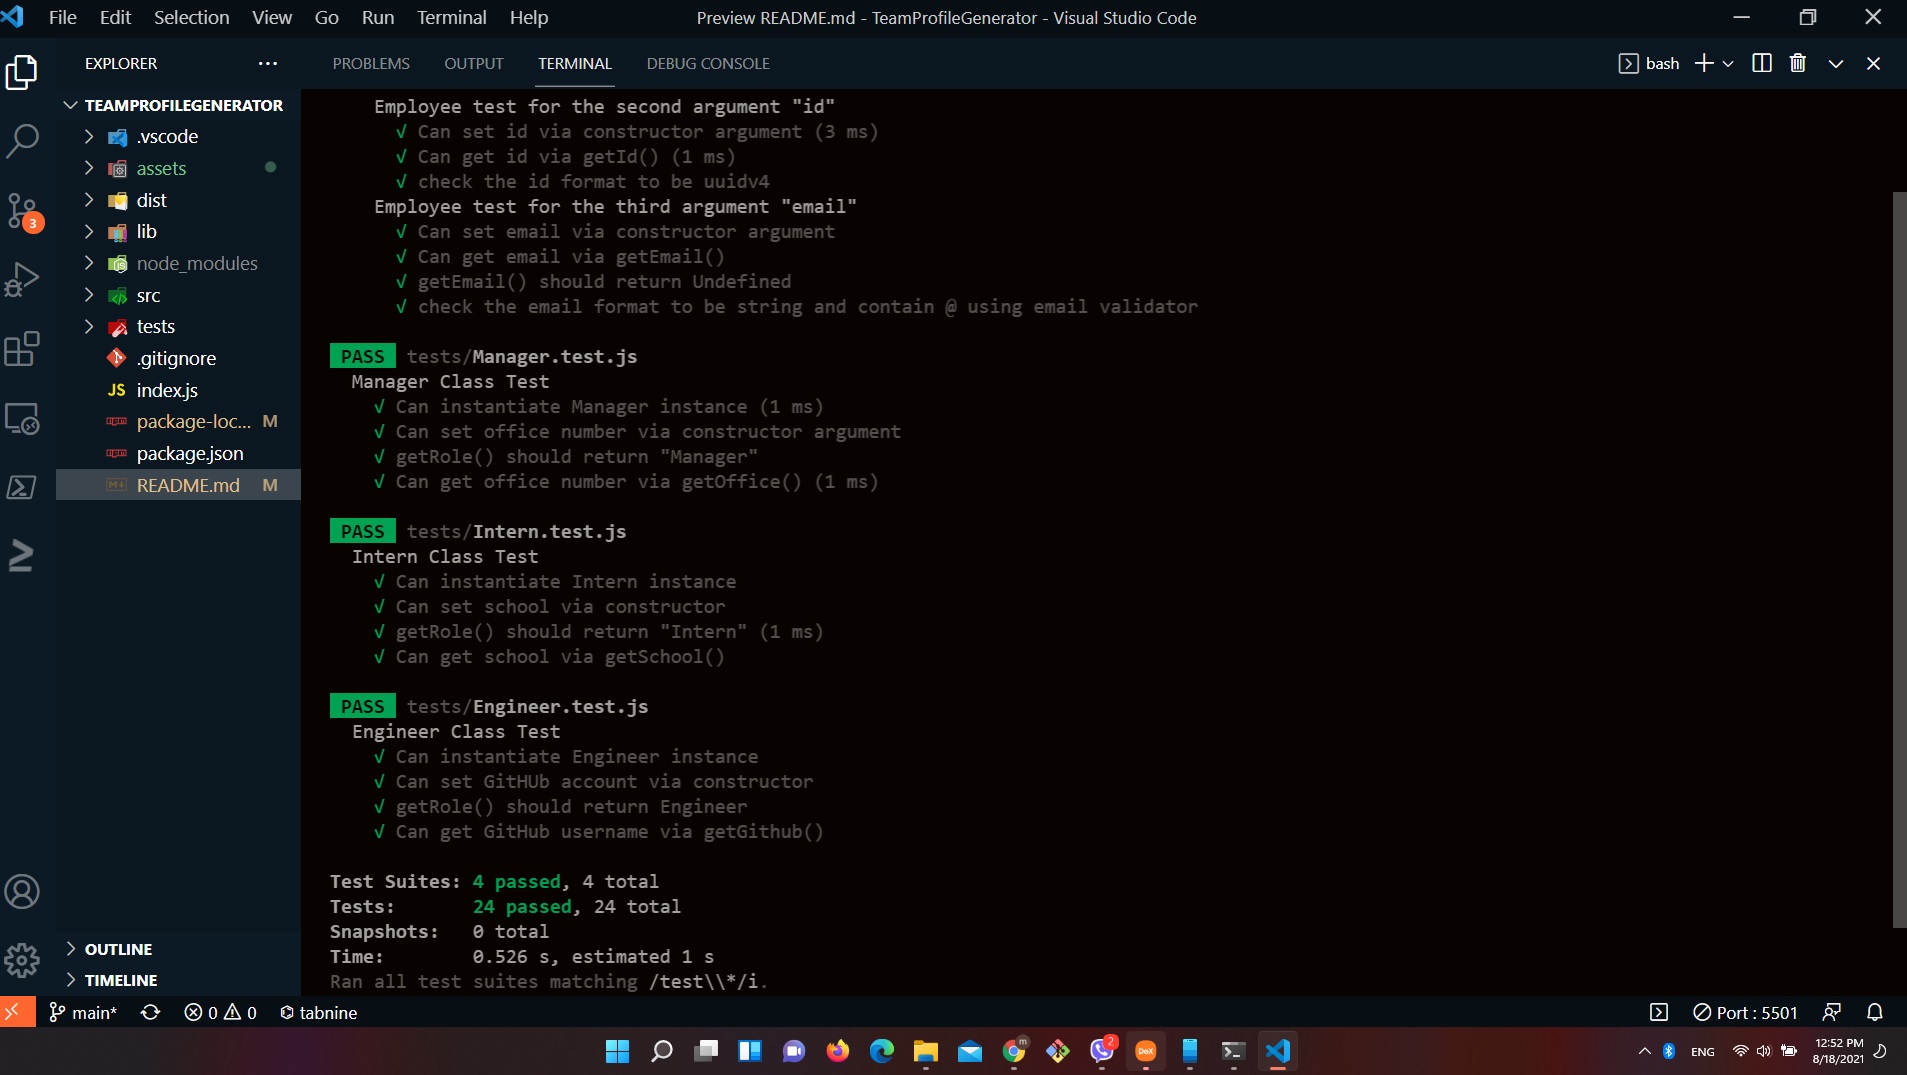 File Edit Selection View Go Run Terminal Help
Preview README.md - TeamProfileGenerator - Visual Studio Code
EXPLORER
PROBLEMS OUTPUT TERMINAL DEBUG CONSOLE
bash
TEAMPROFILEGENERATOR
.vscode
assets
dist
lib
node_modules
src
tests
.gitignore
JS index.js
package-loc... M
package.json
README.md M
3
OUTLINE
TIMELINE
Employee test for the second argument "id"
√ Can set id via constructor argument (3 ms)
√ Can get id via getId() (1 ms)
√ check the id format to be uuidv4
Employee test for the third argument "email"
√ Can set email via constructor argument
√ Can get email via getEmail()
√ getEmail() should return Undefined
√ check the email format to be string and contain @ using email validator
PASS tests/Manager.test.js
Manager Class Test
√ Can instantiate Manager instance (1 ms)
√ Can set office number via constructor argument
√ getRole() should return "Manager"
√ Can get office number via getOffice() (1 ms)
PASS tests/Intern.test.js
Intern Class Test
√ Can instantiate Intern instance
√ Can set school via constructor
√ getRole() should return "Intern" (1 ms)
√ Can get school via getSchool()
PASS tests/Engineer.test.js
Engineer Class Test
√ Can instantiate Engineer instance
√ Can set GitHUb account via constructor
√ getRole() should return Engineer
√ Can get GitHub username via getGithub()
Test Suites: 4 passed, 4 total
Tests: 24 passed, 24 total
Snapshots: 0 total
Time: 0.526 s, estimated 1 s
Ran all test suites matching /test\\*/i.
main* 0 0 tabnine
Port : 5501
m
2
DeX
ENG
12:52 PM
8/18/2021